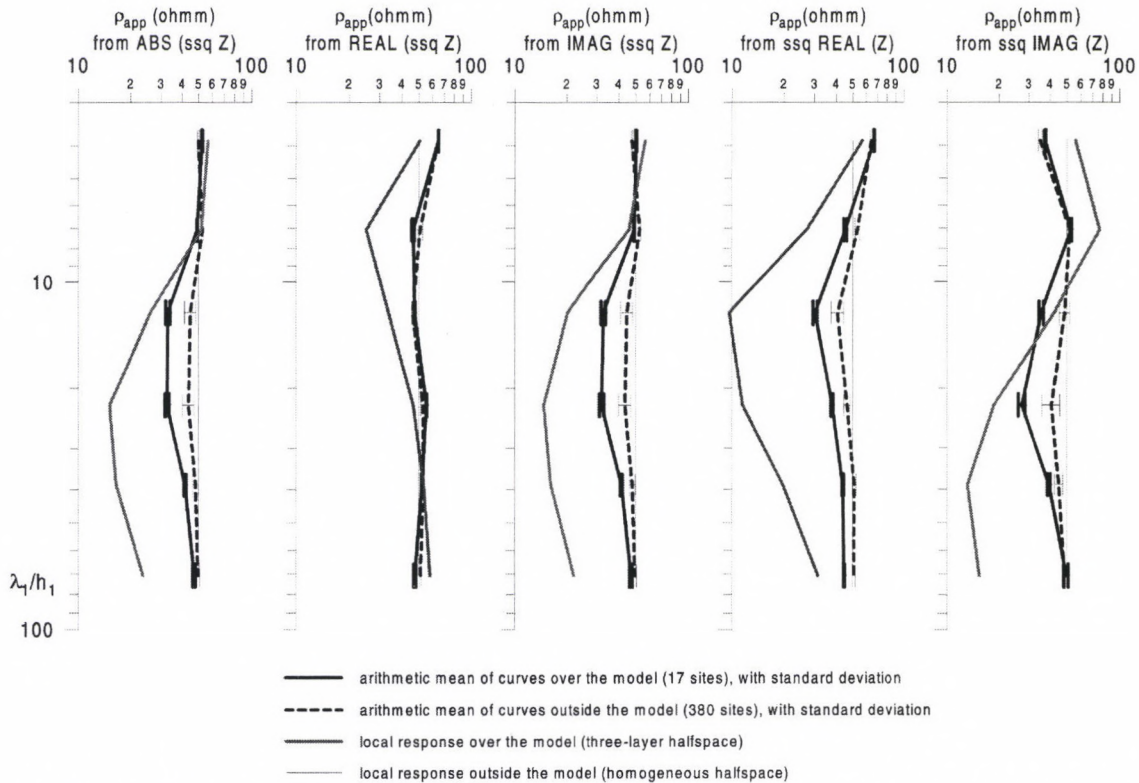 ρapp (ohmm)
from ABS (ssq Z)
10 100
2 3 4 5 6 7 8 9
ρapp (ohmm)
from REAL (ssq Z)
10 100
2 3 4 5 6 7 8 9
ρapp (ohmm)
from IMAG (ssq Z)
10 100
2 3 4 5 6 7 8 9
ρapp (ohmm)
from ssq REAL (Z)
10 100
2 3 4 5 6 7 8 9
ρapp (ohmm)
from ssq IMAG (Z)
10 100
2 3 4 5 6 7 8 9
10
λ1/h1
100
arithmetic mean of curves over the model (17 sites), with standard deviation
arithmetic mean of curves outside the model (380 sites), with standard deviation
local response over the model (three-layer halfspace)
local response outside the model (homogeneous halfspace)